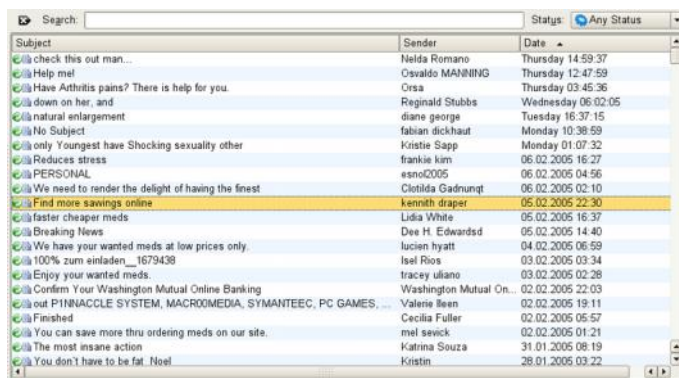 Search: Status: Any Status
Subject Sender Date
check this out man... Nelda Romano Thursday 14:59:37
Help me! Osvaldo MANNING Thursday 12:47:59
Have Arthritis pains? There is help for you. Orsa Thursday 03:45:36
down on her, and Reginald Stubbs Wednesday 06:02:05
natural enlargement diane george Tuesday 16:37:15
No Subject fabian dickhaut Monday 10:38:59
only Youngest have Shocking sexuality other Kristie Sapp Monday 01:07:32
Reduces stress frankie kim 06.02.2005 16:27
PERSONAL esnol2005 06.02.2005 04:56
We need to render the delight of having the finest Clotilda Gadnunqt 06.02.2005 02:10
Find more sawings online kennith draper 05.02.2005 22:30
faster cheaper meds Lidia White 05.02.2005 16:37
Breaking News Dee H. Edwardsd 05.02.2005 14:40
We have your wanted meds at low prices only. lucien hyatt 04.02.2005 06:59
100% zum einladen__1679438 Isel Rios 03.02.2005 03:34
Enjoy your wanted meds. tracey uliano 03.02.2005 02:28
Confirm Your Washington Mutual Online Banking Washington Mutual On... 02.02.2005 22:03
out P1NNACCLE SYSTEM, MACR00MEDIA, SYMANTEEC, PC GAMES, ... Valerie Ileen 02.02.2005 19:11
Finished Cecilia Fuller 02.02.2005 05:57
You can save more thru ordering meds on our site. mel sevick 02.02.2005 01:21
The most insane action Katrina Souza 31.01.2005 08:19
You don't have to be fat Noel Kristin 28.01.2005 03:22